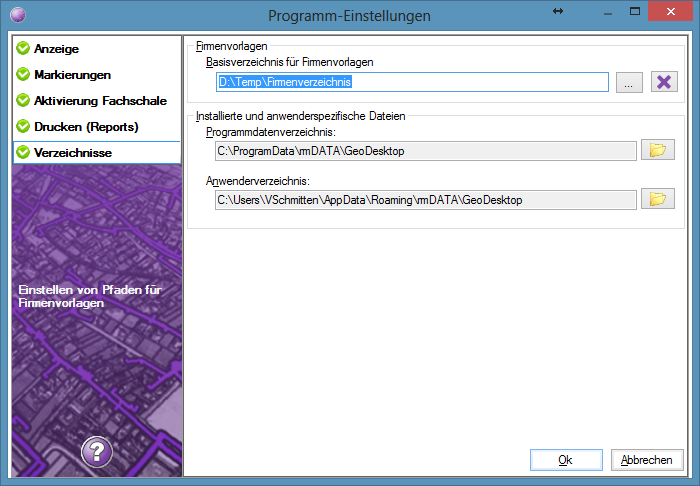 Programm-Einstellungen
Anzeige
Markierungen
Aktivierung Fachschale
Drucken (Reports)
Verzeichnisse
Einstellen von Pfaden für
Firmenvorlagen
?
Firmenvorlagen
Basisverzeichnis für Firmenvorlagen
D:\Temp\Firmenverzeichnis
...
Installierte und anwenderspezifische Dateien
Programmdatenverzeichnis:
C:\ProgramData\rmDATA\GeoDesktop
Anwenderverzeichnis:
C:\Users\VSchmitten\AppData\Roaming\rmDATA\GeoDesktop
Ok
Abbrechen